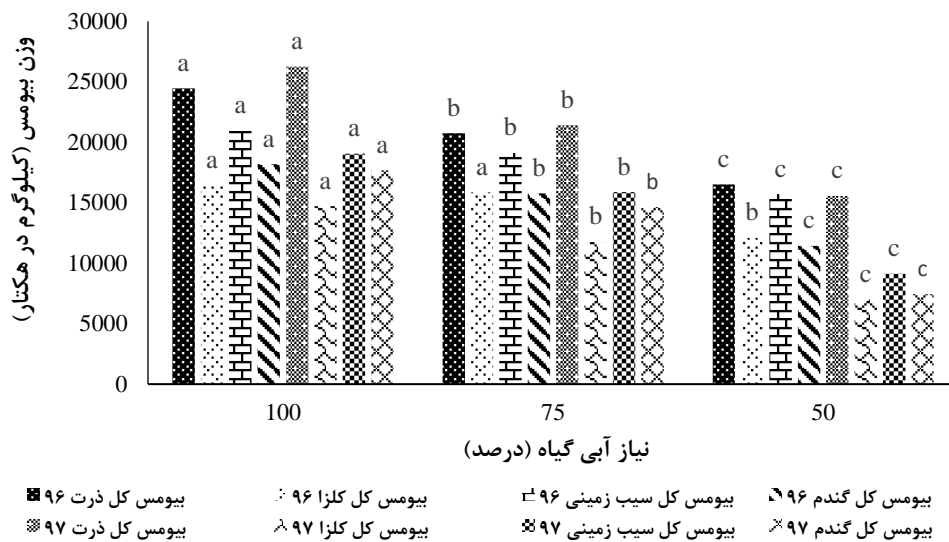 وزن بیومس (کیلوگرم در هکتار)
30000
25000
20000
15000
10000
5000
0
a a a a a a a a
b a b b b b b b
c b c c c c c c
100 75 50
نیاز آبی گیاه (درصد)
بیومس کل ذرت ۹۶ بیومس کل کلزا ۹۶ بیومس کل سیب زمینی ۹۶ بیومس کل گندم ۹۶
بیومس کل ذرت ۹۷ بیومس کل کلزا ۹۷ بیومس کل سیب زمینی ۹۷ بیومس کل گندم ۹۷